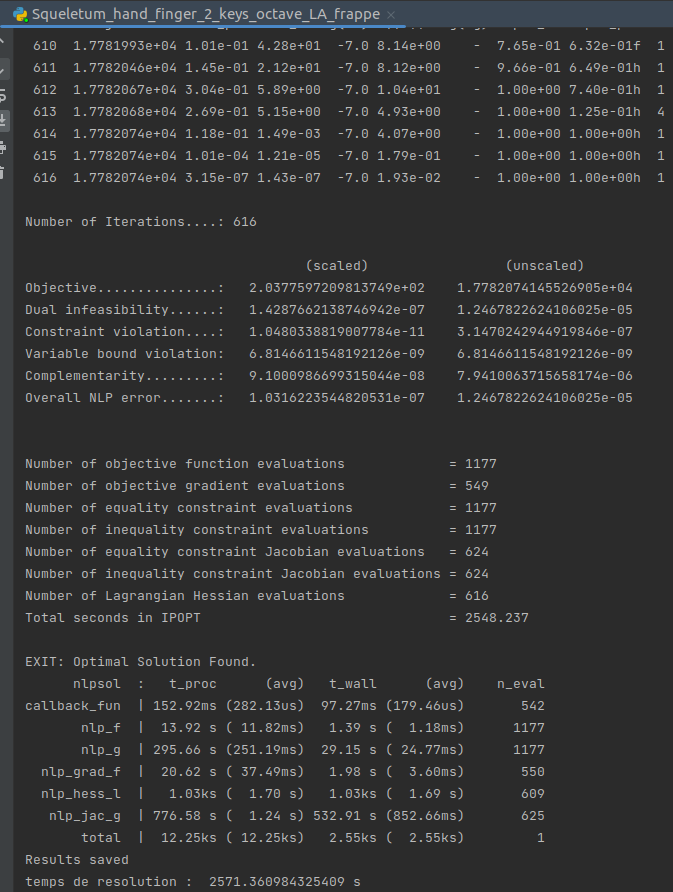 Squeletum_hand_finger_2_keys_octave_LA_frappe ×
610 1.7781993e+04 1.01e-01 4.28e+01 -7.0 8.14e+00 - 7.65e-01 6.32e-01f 1
611 1.7782046e+04 1.45e-01 2.12e+01 -7.0 8.12e+00 - 9.66e-01 6.49e-01h 1
612 1.7782067e+04 3.04e-01 5.89e+00 -7.0 1.04e+01 - 1.00e+00 7.40e-01h 1
613 1.7782068e+04 2.69e-01 5.15e+00 -7.0 4.93e+00 - 1.00e+00 1.25e-01h 4
614 1.7782074e+04 1.18e-01 1.49e-03 -7.0 4.07e+00 - 1.00e+00 1.00e+00h 1
615 1.7782074e+04 1.01e-04 1.21e-05 -7.0 1.79e-01 - 1.00e+00 1.00e+00h 1
616 1.7782074e+04 3.15e-07 1.43e-07 -7.0 1.93e-02 - 1.00e+00 1.00e+00h 1
Number of Iterations....: 616
(scaled) (unscaled)
Objective...............: 2.0377597209813749e+02 1.7782074145526905e+04
Dual infeasibility......: 1.4287662138746942e-07 1.2467822624106025e-05
Constraint violation....: 1.0480338819007784e-11 3.1470242944919846e-07
Variable bound violation: 6.8146611548192126e-09 6.8146611548192126e-09
Complementarity.........: 9.1000986699315044e-08 7.9410063715658174e-06
Overall NLP error.......: 1.0316223544820531e-07 1.2467822624106025e-05
Number of objective function evaluations = 1177
Number of objective gradient evaluations = 549
Number of equality constraint evaluations = 1177
Number of inequality constraint evaluations = 1177
Number of equality constraint Jacobian evaluations = 624
Number of inequality constraint Jacobian evaluations = 624
Number of Lagrangian Hessian evaluations = 616
Total seconds in IPOPT = 2548.237
EXIT: Optimal Solution Found.
nlpsol : t_proc (avg) t_wall (avg) n_eval
callback_fun | 152.92ms (282.13us) 97.27ms (179.46us) 542
nlp_f | 13.92 s ( 11.82ms) 1.39 s ( 1.18ms) 1177
nlp_g | 295.66 s (251.19ms) 29.15 s ( 24.77ms) 1177
nlp_grad_f | 20.62 s ( 37.49ms) 1.98 s ( 3.60ms) 550
nlp_hess_l | 1.03ks ( 1.70 s) 1.03ks ( 1.69 s) 609
nlp_jac_g | 776.58 s ( 1.24 s) 532.91 s (852.66ms) 625
total | 12.25ks ( 12.25ks) 2.55ks ( 2.55ks) 1
Results saved
temps de resolution : 2571.360984325409 s